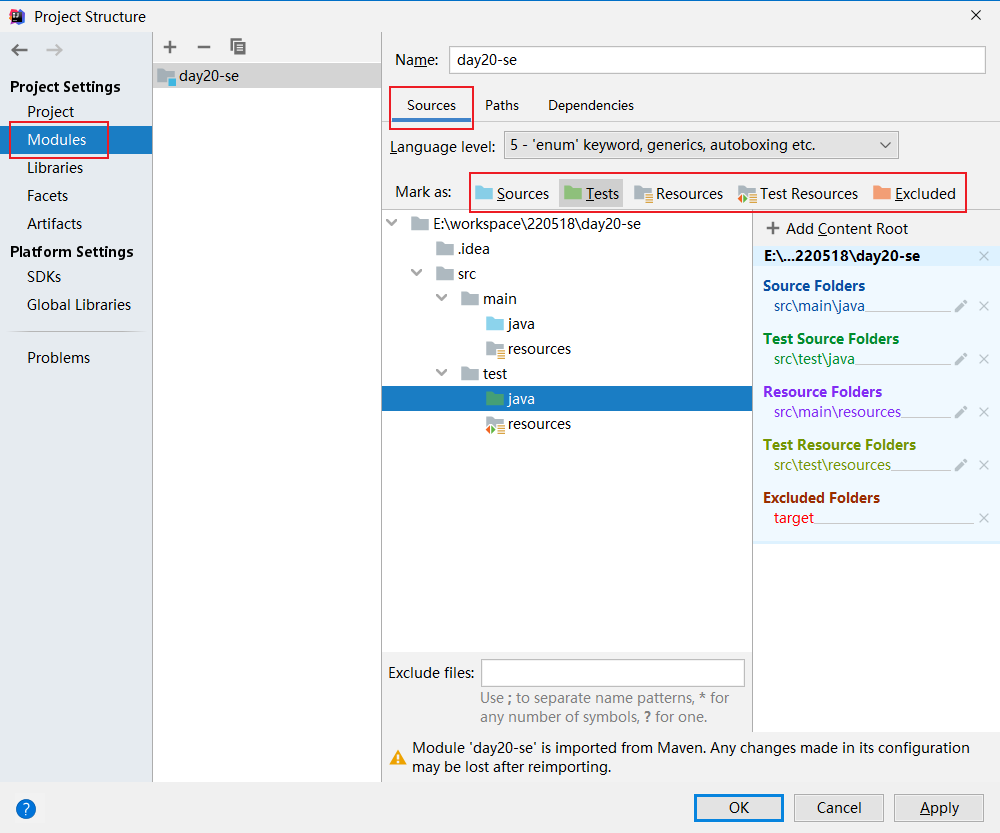 Project Structure
Project Settings
Project
Modules
Libraries
Facets
Artifacts
Platform Settings
SDKs
Global Libraries
Problems
day20-se
Name: day20-se
Sources Paths Dependencies
Language level: 5 - 'enum' keyword, generics, autoboxing etc.
Mark as: Sources Tests Resources Test Resources Excluded
E:\workspace\220518\day20-se
.idea
src
main
java
resources
test
java
resources
Add Content Root
E:\...220518\day20-se
Source Folders
src\main\java
Test Source Folders
src\test\java
Resource Folders
src\main\resources
Test Resource Folders
src\test\resources
Excluded Folders
target
Exclude files:
Use ; to separate name patterns, * for
any number of symbols, ? for one.
Module 'day20-se' is imported from Maven. Any changes made in its configuration
may be lost after reimporting.
?
OK Cancel Apply